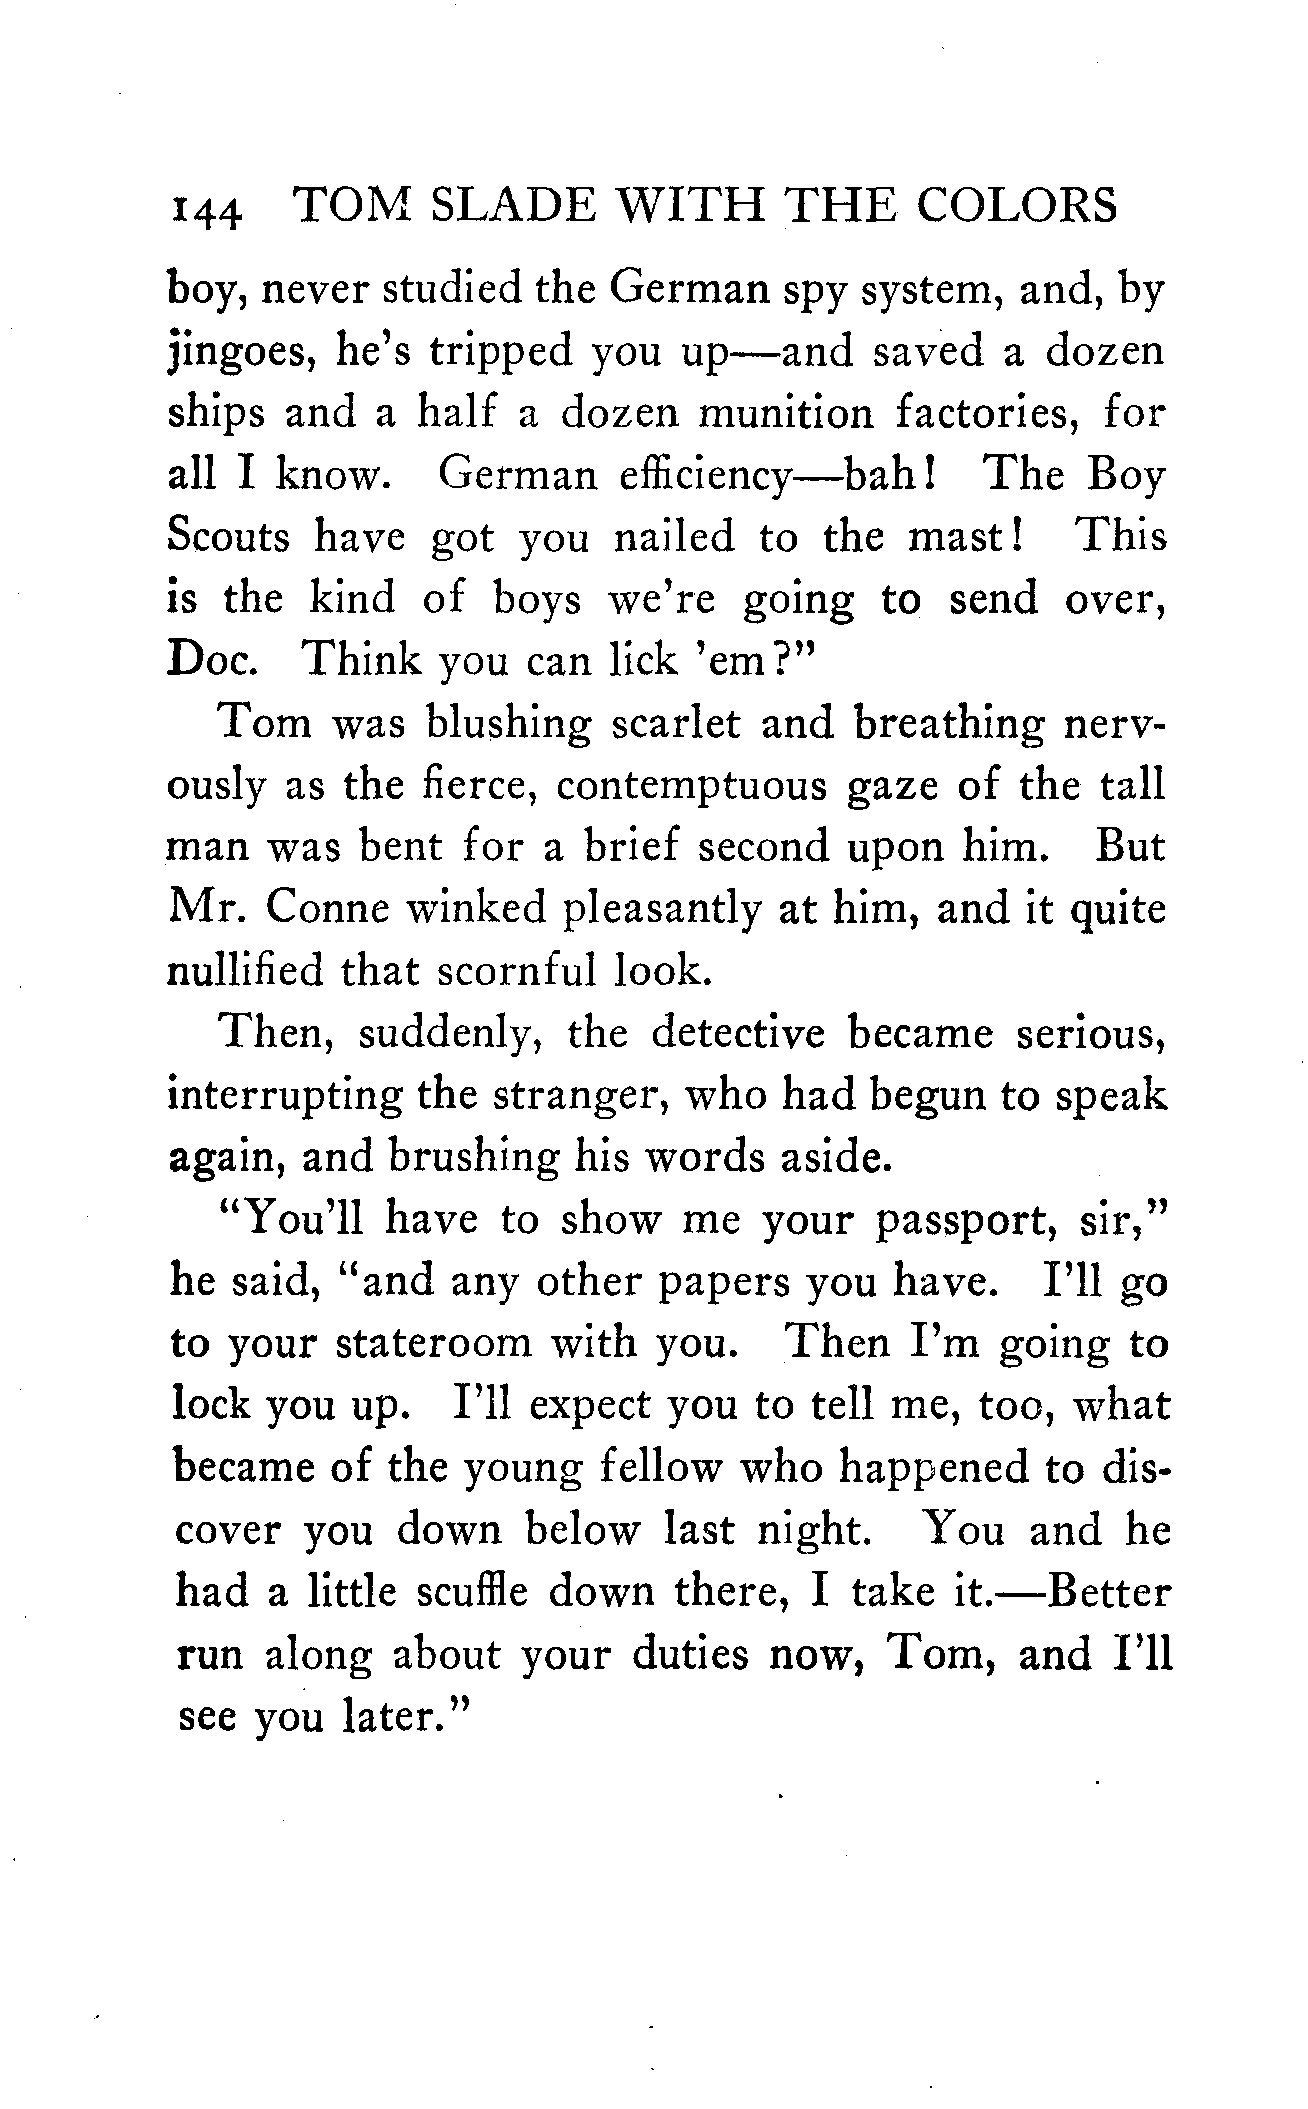 144 TOM SLADE WITH THE COLORS
boy, never studied the German spy system, and, by
jingoes, he's tripped you up—and saved a dozen
ships and a half a dozen munition factories, for
all I know. German efficiency—bah! The Boy
Scouts have got you nailed to the mast! This
is the kind of boys we're going to send over,
Doc. Think you can lick 'em?"
Tom was blushing scarlet and breathing nerv-
ously as the fierce, contemptuous gaze of the tall
man was bent for a brief second upon him. But
Mr. Conne winked pleasantly at him, and it quite
nullified that scornful look.
Then, suddenly, the detective became serious,
interrupting the stranger, who had begun to speak
again, and brushing his words aside.
"You'll have to show me your passport, sir,"
he said, "and any other papers you have. I'll go
to your stateroom with you. Then I'm going to
lock you up. I'll expect you to tell me, too, what
became of the young fellow who happened to dis-
cover you down below last night. You and he
had a little scuffle down there, I take it.—Better
run along about your duties now, Tom, and I'll
see you later."